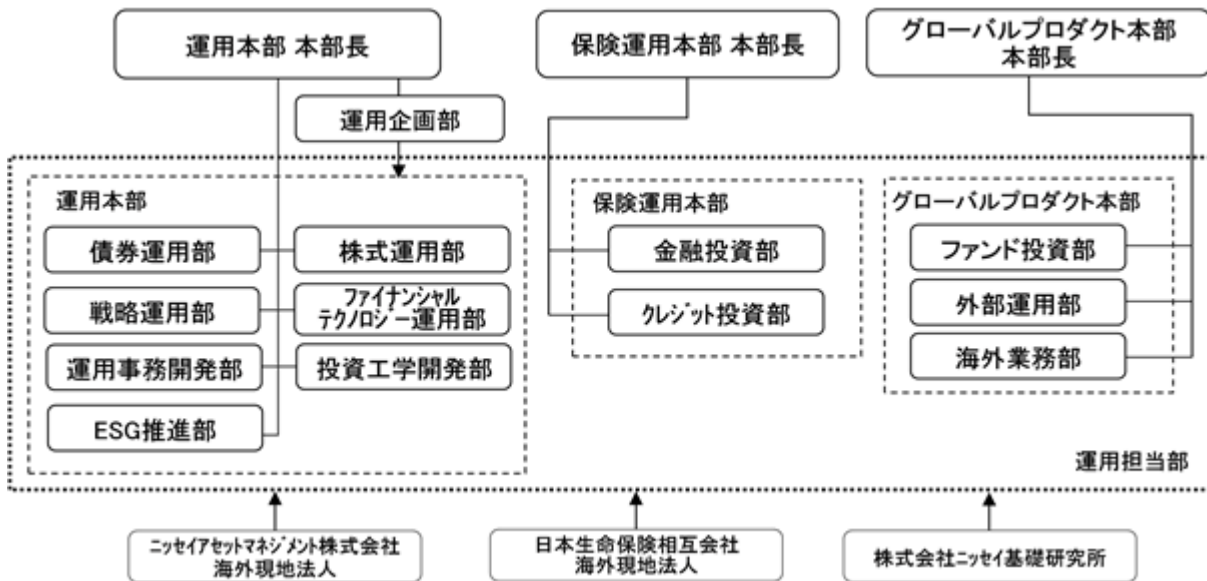 運用本部 本部長
保険運用本部 本部長
グローバルプロダクト本部
本部長
運用企画部
運用本部
債券運用部
株式運用部
戦略運用部
ファイナンシャル
テクノロジー運用部
運用事務開発部
投資工学開発部
ESG推進部
保険運用本部
金融投資部
クレジット投資部
グローバルプロダクト本部
ファンド投資部
外部運用部
海外業務部
運用担当部
ニッセイアセットマネジメント株式会社
海外現地法人
日本生命保険相互会社
海外現地法人
株式会社ニッセイ基礎研究所